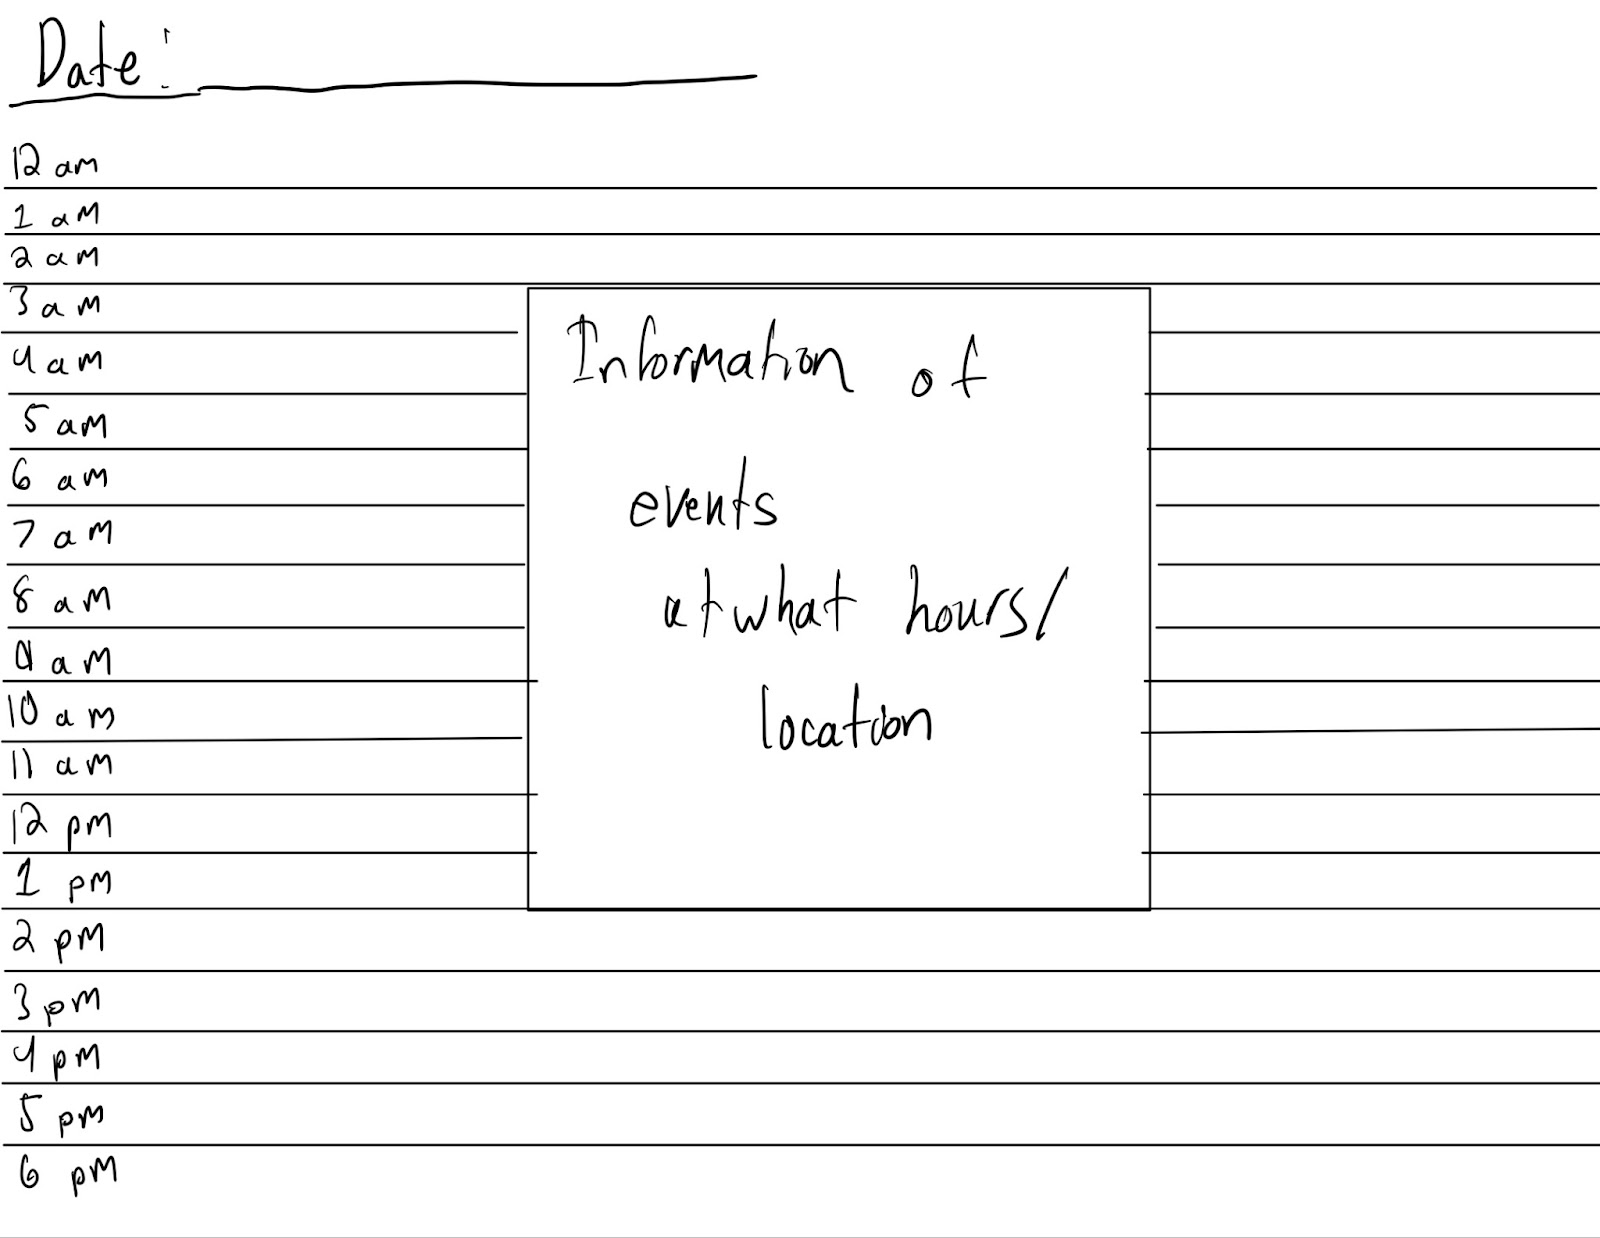 Date:
12 am
1 am
2 am
3 am
4 am
5 am
6 am
7 am
8 am
9 am
10 am
11 am
12 pm
1 pm
2 pm
3 pm
4 pm
5 pm
6 pm
Information of
events
at what hours/
location